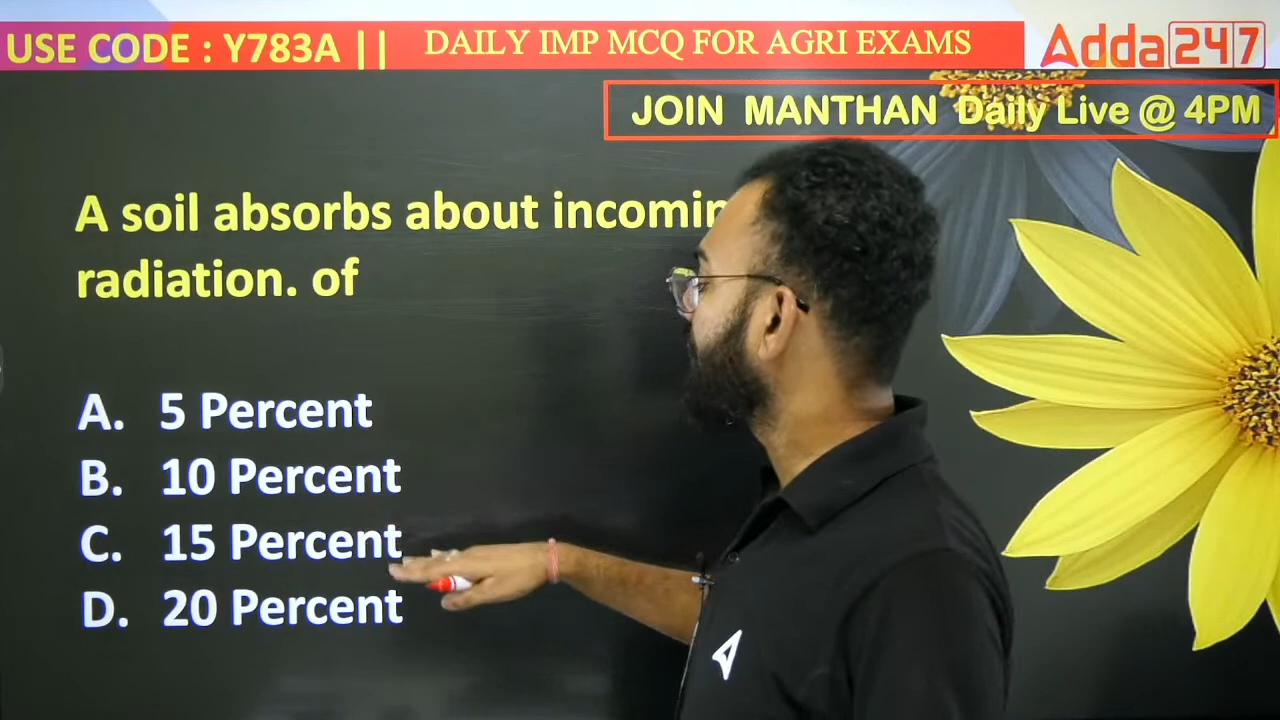 USE CODE : Y783A || DAILY IMP MCQ FOR AGRI EXAMS
Adda247
JOIN MANTHAN Daily Live @ 4PM
A soil absorbs about
radiation. of
A. 5 Percent
B. 10 Percent
C. 15 Percent
D. 20 Percent